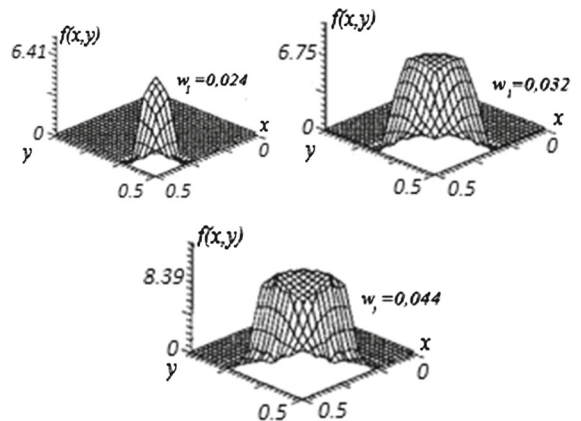 f(x,y)
6.41
w1 =0,024
0
x
y
0
0.5 0.5
f(x,y)
6.75
w1 =0,032
0
x
y
0
0.5 0.5
f(x,y)
8.39
w1 =0,044
0
x
y
0
0.5 0.5